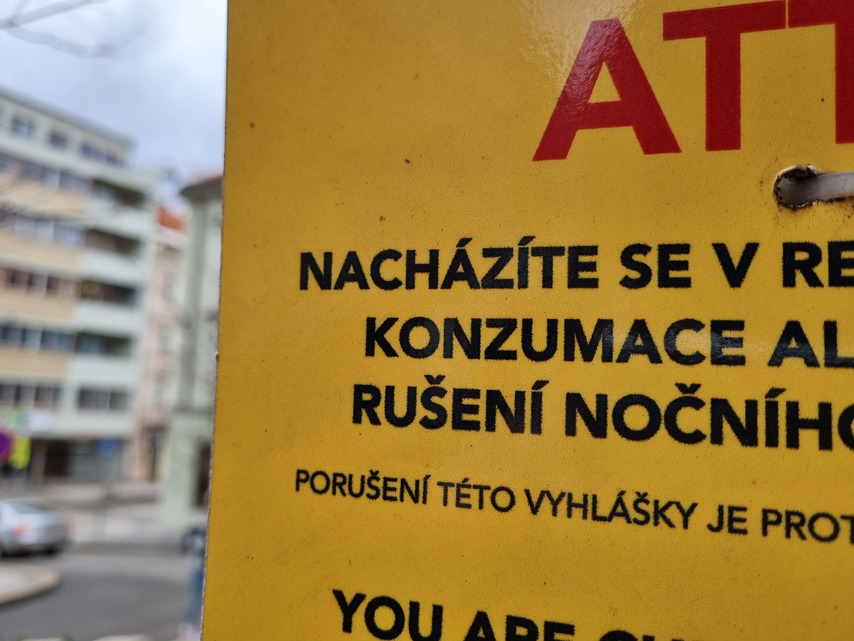 ATT
NACHÁZÍTE SE V RE
KONZUMACE AL
RUŠENÍ NOČNÍHO
PORUŠENÍ TÉTO VYHLÁŠKY JE PROT
YOU ARE